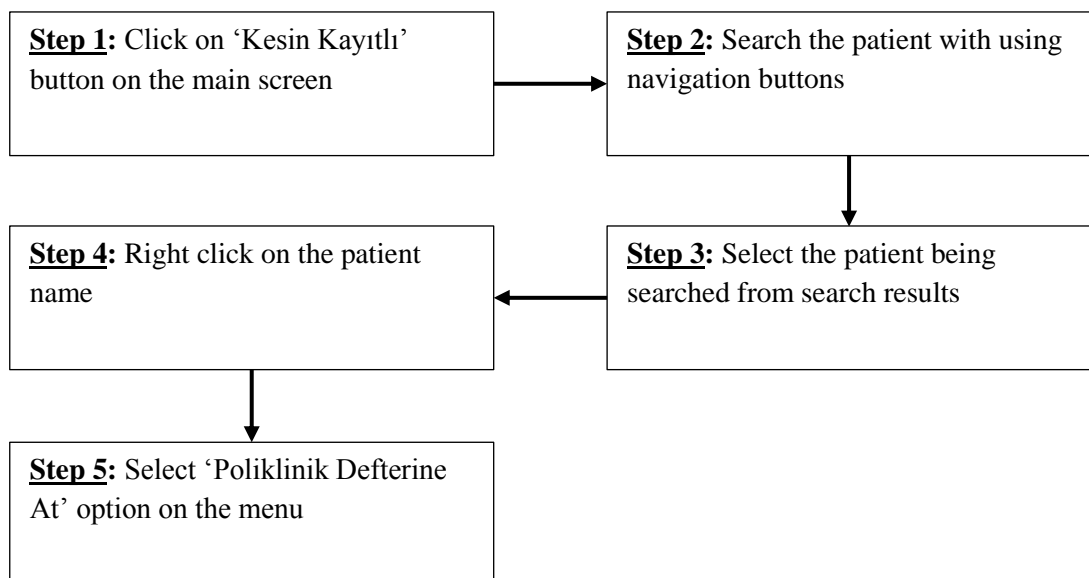 Step 1: Click on ‘Kesin Kayıtlı’
button on the main screen
Step 2: Search the patient with using
navigation buttons
Step 3: Select the patient being
searched from search results
Step 4: Right click on the patient
name
Step 5: Select ‘Poliklinik Defterine
At’ option on the menu